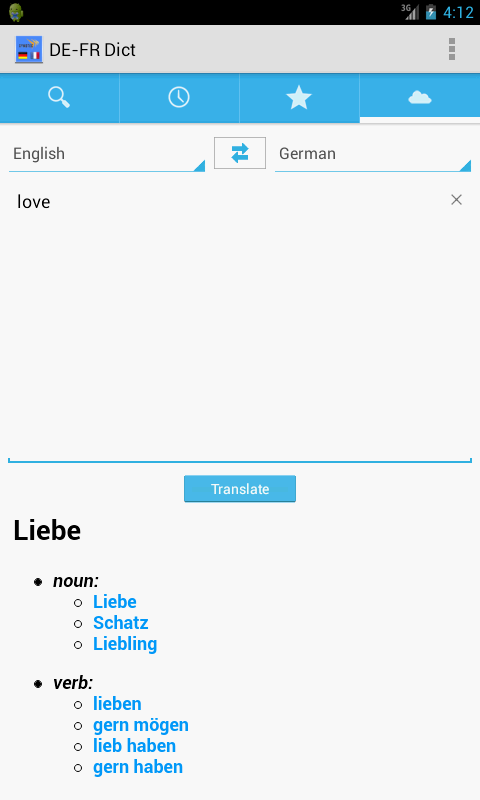 3G 4:12
DE-FR Dict
English German
love
Translate
Liebe
noun:
Liebe
Schatz
Liebling
verb:
lieben
gern mögen
lieb haben
gern haben